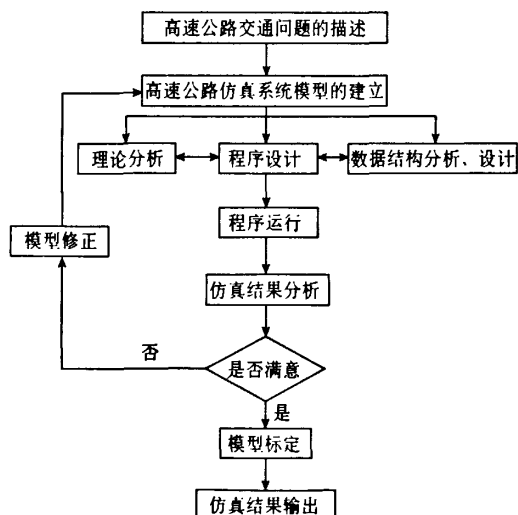 高速公路交通问题的描述
高速公路仿真系统模型的建立
理论分析
程序设计
数据结构分析、设计
程序运行
模型修正
仿真结果分析
否
是否满意
是
模型标定
仿真结果输出